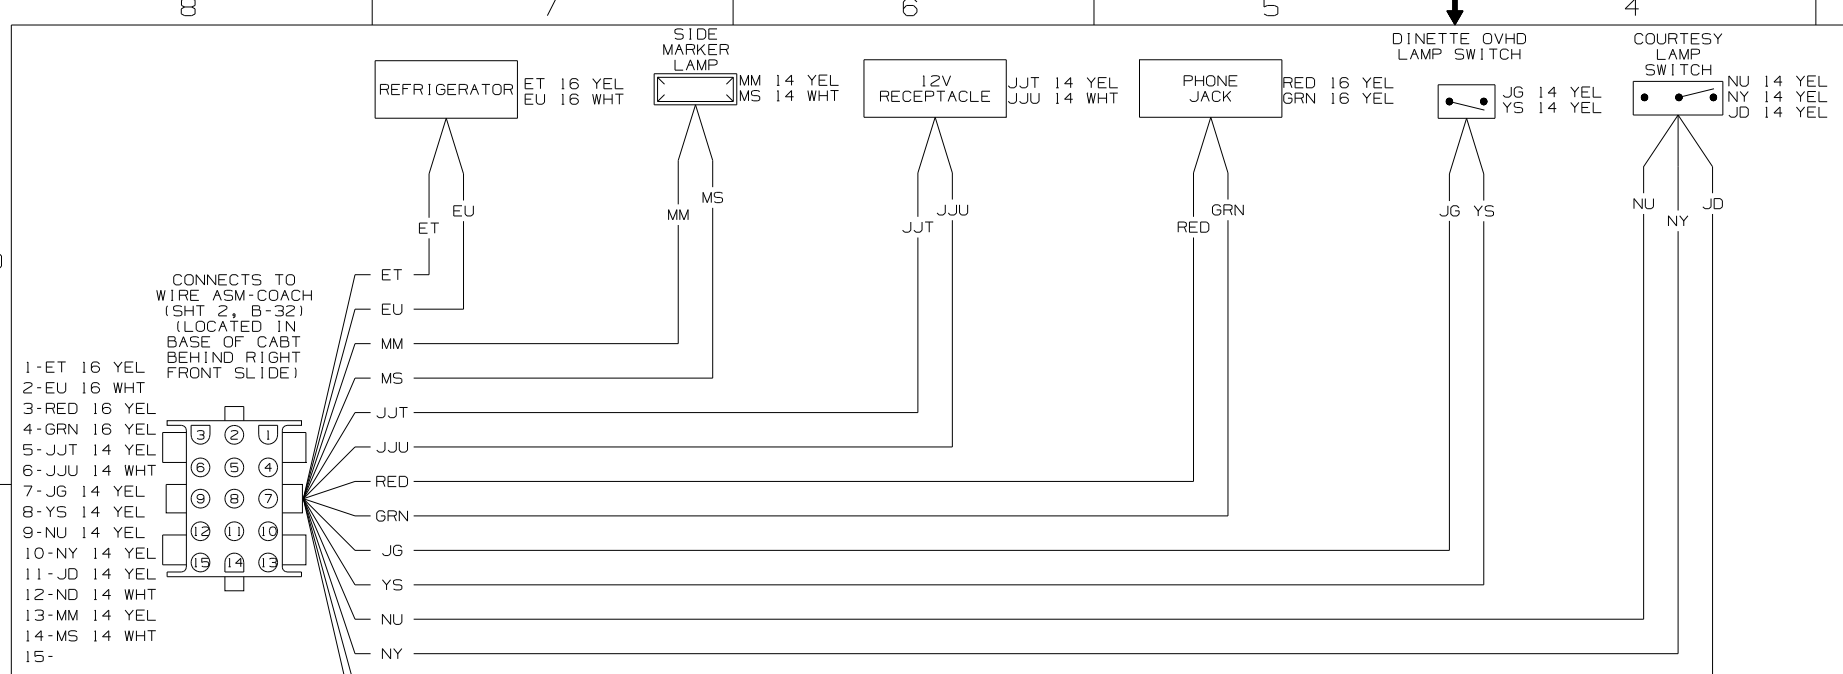 8
7
6
5
4
REFRIGERATOR
ET 16 YEL
EU 16 WHT
SIDE
MARKER
LAMP
MM 14 YEL
MS 14 WHT
12V
RECEPTACLE
JJT 14 YEL
JJU 14 WHT
PHONE
JACK
RED 16 YEL
GRN 16 YEL
DINETTE OVHD
LAMP SWITCH
JG 14 YEL
YS 14 YEL
COURTESY
LAMP
SWITCH
NU 14 YEL
NY 14 YEL
JD 14 YEL
ET
EU
MM
MS
JJT
JJU
RED
GRN
JG
YS
NU
NY
JD
CONNECTS TO
WIRE ASM-COACH
(SHT 2, B-32)
(LOCATED IN
BASE OF CABT
BEHIND RIGHT
FRONT SLIDE)
1-ET 16 YEL
2-EU 16 WHT
3-RED 16 YEL
4-GRN 16 YEL
5-JJT 14 YEL
6-JJU 14 WHT
7-JG 14 YEL
8-YS 14 YEL
9-NU 14 YEL
10-NY 14 YEL
11-JD 14 YEL
12-ND 14 WHT
13-MM 14 YEL
14-MS 14 WHT
15-
3 2 1
6 5 4
9 8 7
12 11 10
15 14 13
ET
EU
MM
MS
JJT
JJU
RED
GRN
JG
YS
NU
NY